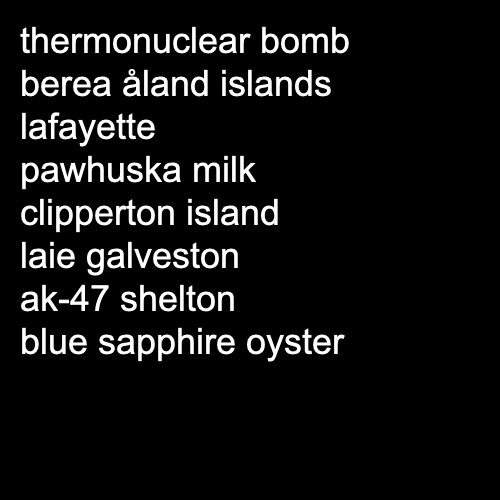 thermonuclear bomb
berea åland islands
lafayette
pawhuska milk
clipperton island
laie galveston
ak-47 shelton
blue sapphire oyster